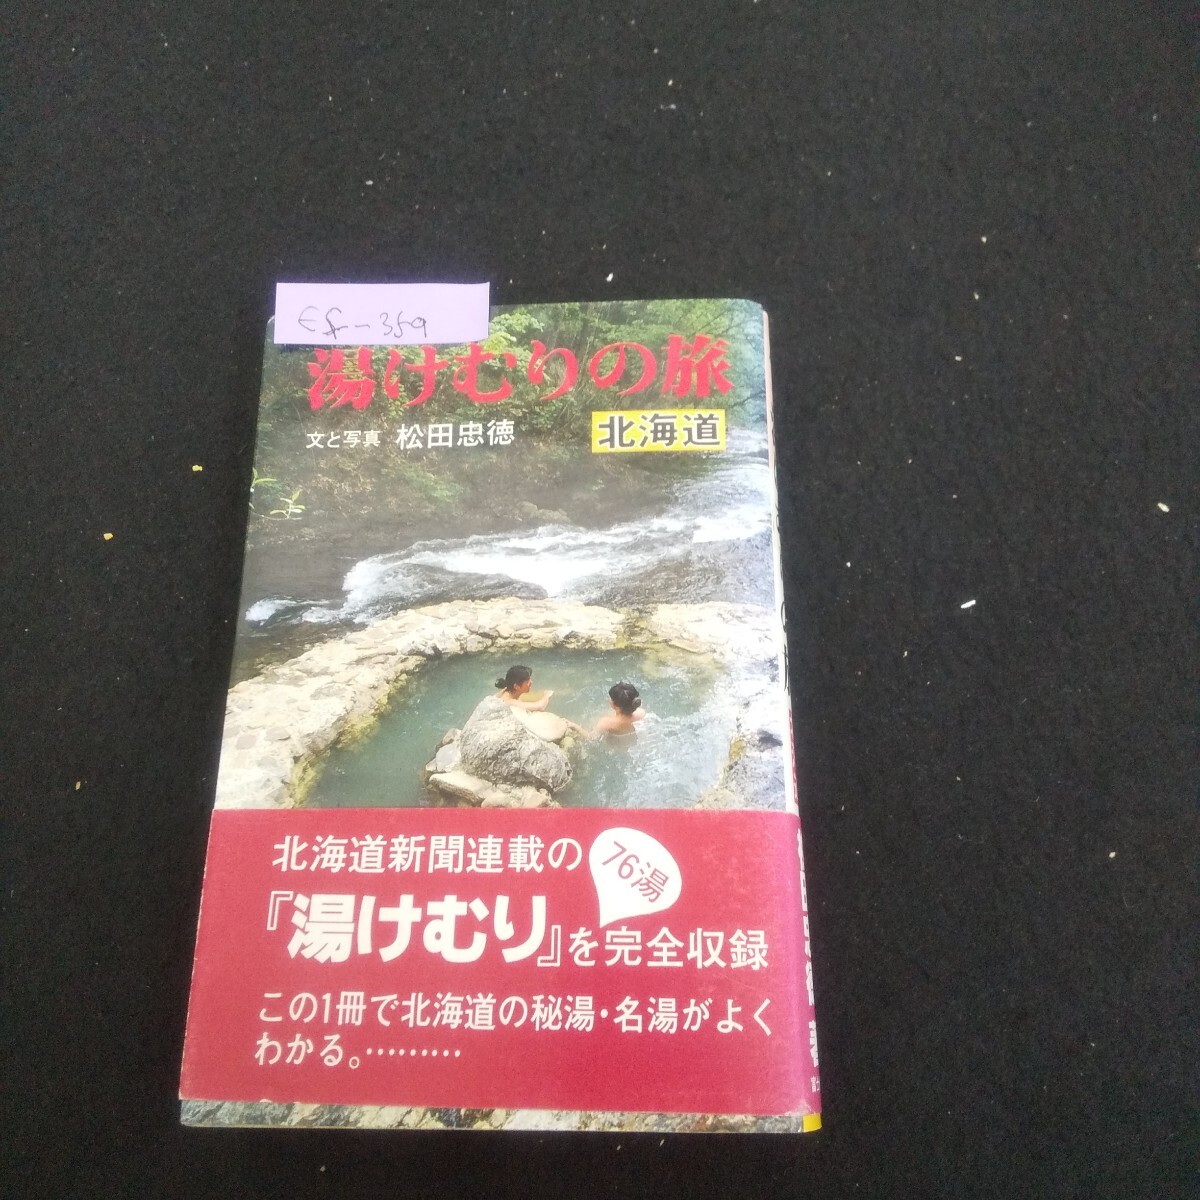 Ef-359
湯けむりの旅
文と写真 松田忠徳
北海道
北海道新聞連載の
76湯
『湯けむり』を完全収録
この1冊で北海道の秘湯・名湯がよく
わかる。………